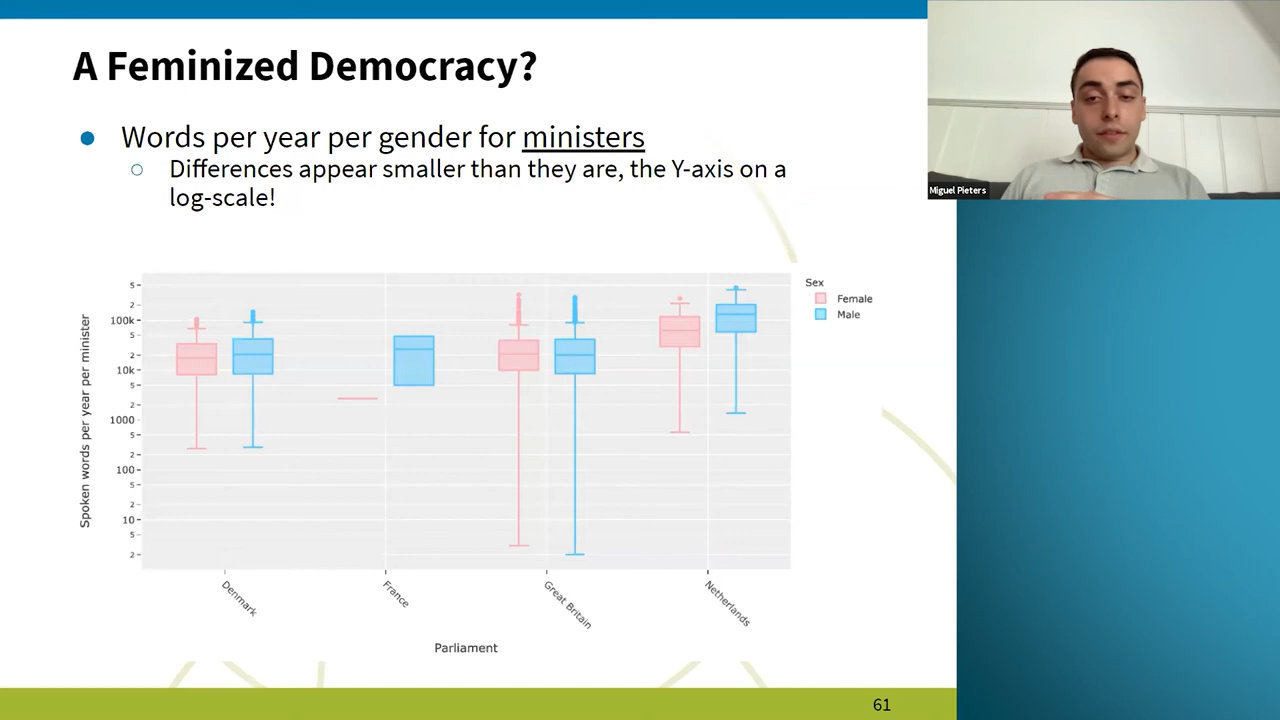 A Feminized Democracy?
Words per year per gender for ministers
Differences appear smaller than they are, the Y-axis on a
log-scale!
Miguel Pieters
Spoken words per year per minister
5
2
100k
5
2
10k
5
2
1000
5
2
100
5
2
10
5
2
Denmark
France
Great Britain
Netherlands
Parliament
Sex
Female
Male
61